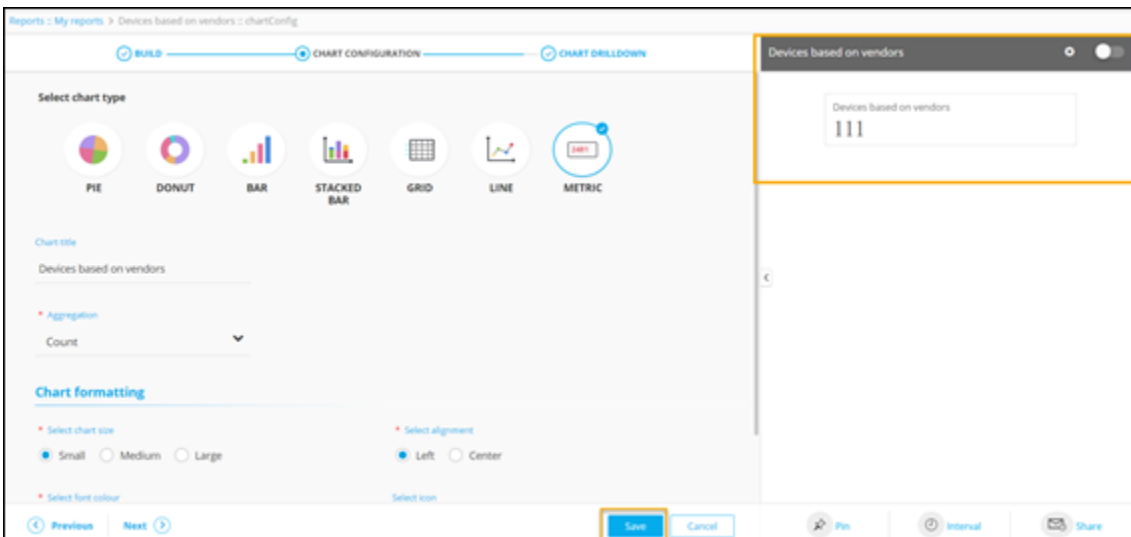 Reports :: My reports > Devices based on vendors :: chartConfig
BUILD
CHART CONFIGURATION
CHART DRILLDOWN
Select chart type
PIE
DONUT
BAR
STACKED
BAR
GRID
LINE
METRIC
Chart title
Devices based on vendors
* Aggregation
Count
Chart formatting
* Select chart size
Small
Medium
Large
* Select alignment
Left
Center
* Select font colour
Select icon
Previous
Next
Save
Cancel
Devices based on vendors
Devices based on vendors
111
Pin
Interval
Share